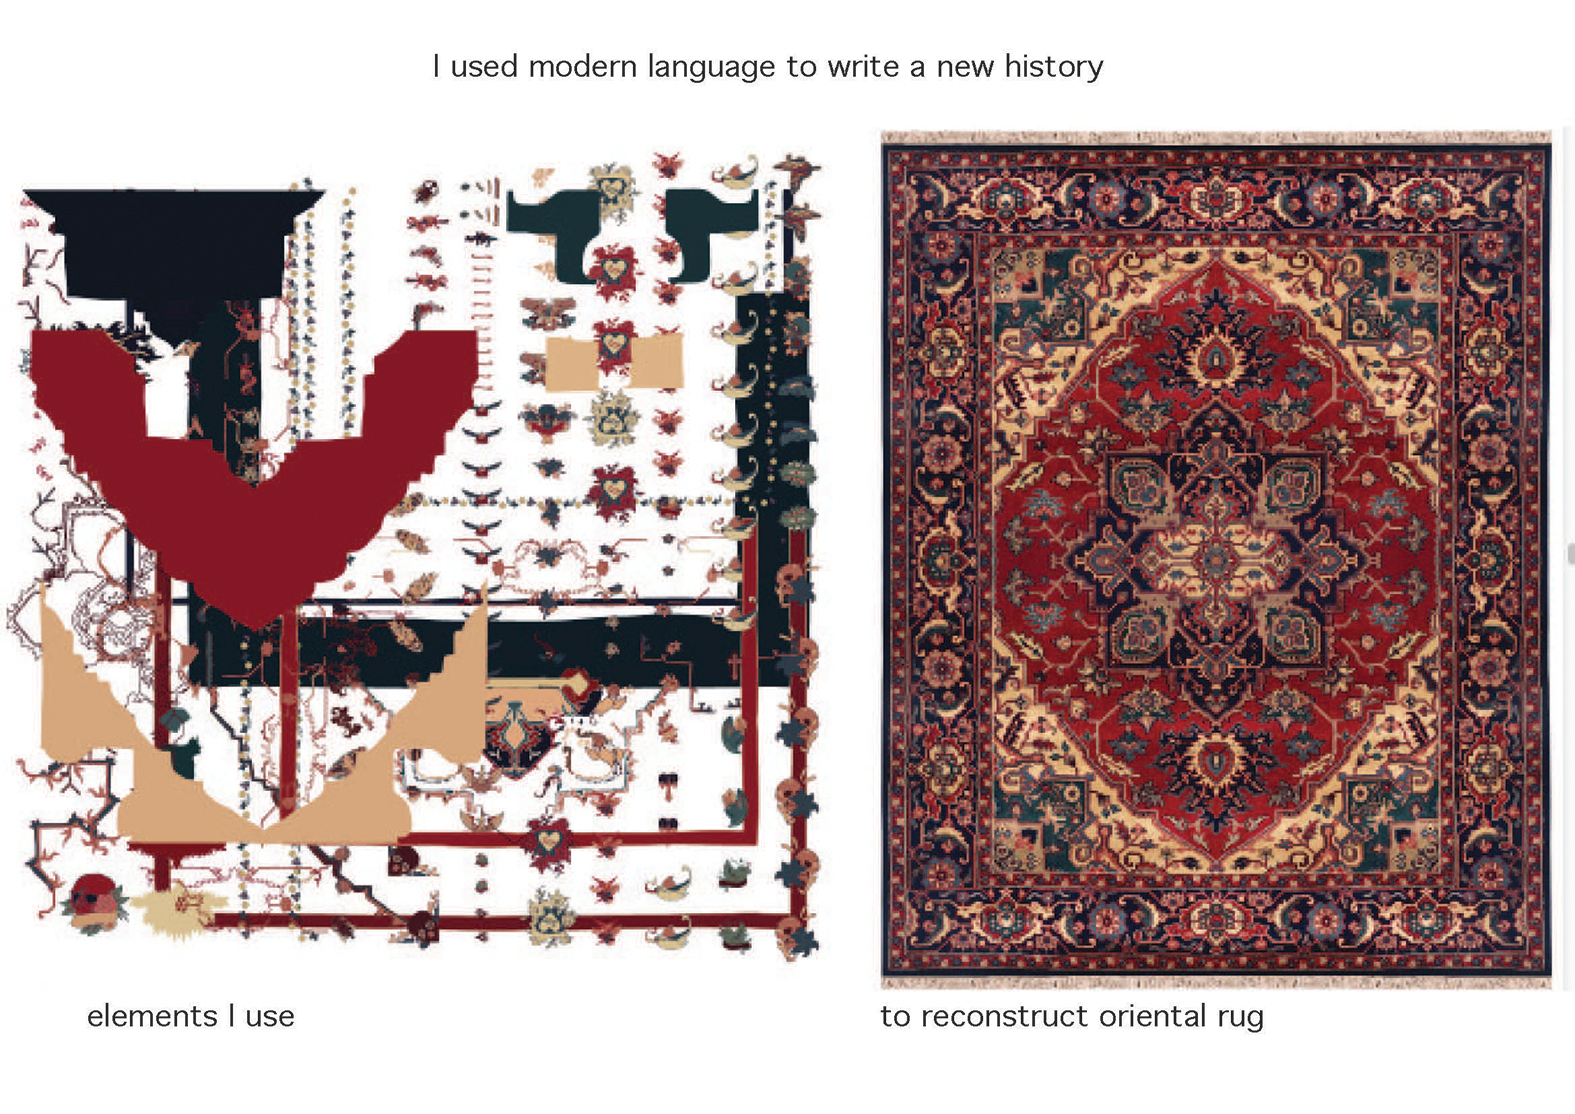 I used modern language to write a new history
elements I use
to reconstruct oriental rug